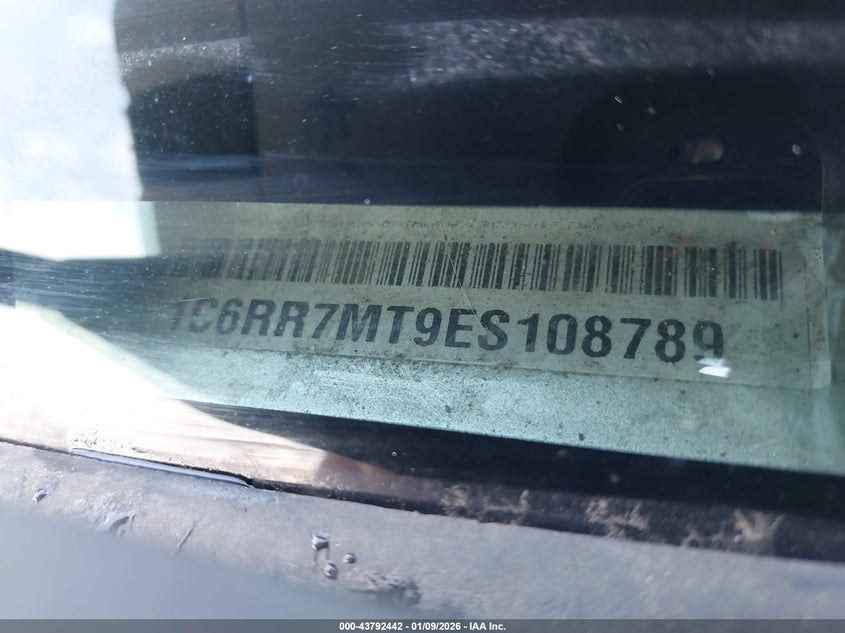 1C6RR7MT9ES108789
000-43792442 - 01/09/2026 - IAA Inc.